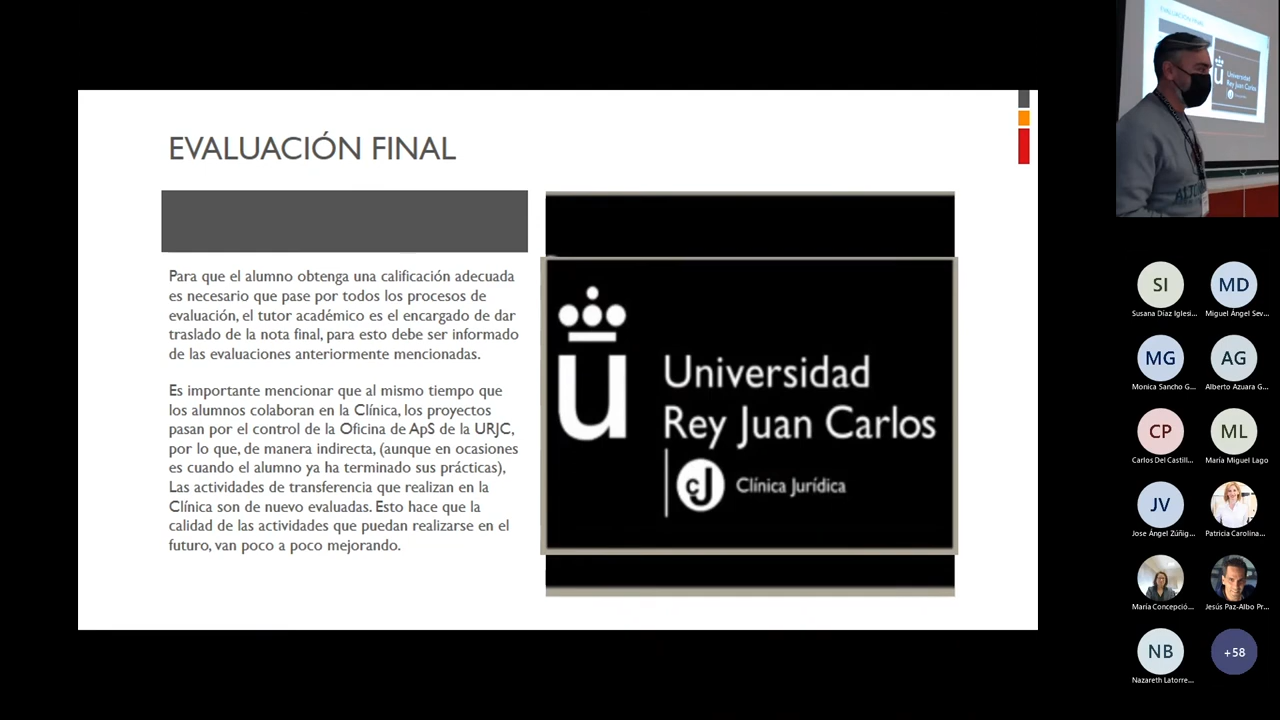 EVALUACIÓN FINAL
Para que el alumno obtenga una calificación adecuada
es necesario que pase por todos los procesos de
evaluación, el tutor académico es el encargado de dar
traslado de la nota final, para esto debe ser informado
de las evaluaciones anteriormente mencionadas.
Es importante mencionar que al mismo tiempo que
los alumnos colaboran en la Clínica, los proyectos
pasan por el control de la Oficina de ApS de la URJC,
por lo que, de manera indirecta, (aunque en ocasiones
es cuando el alumno ya ha terminado sus prácticas),
Las actividades de transferencia que realizan en la
Clínica son de nuevo evaluadas. Esto hace que la
calidad de las actividades que puedan realizarse en el
futuro, van poco a poco mejorando.
u
Universidad
Rey Juan Carlos
cJ Clínica Jurídica
EVALUACIÓN FINAL
u
Universidad
Rey Juan Carlos
SI
MD
Susana Díaz Iglesi...
Miguel Ángel Sev...
MG
AG
Monica Sancho G...
Alberto Azuara G...
CP
ML
Carlos Del Castill...
María Miguel Lago
JV
Jose Ángel Zúñig...
Patricia Carolina...
María Concepció...
Jesús Paz-Albo Pr...
NB
+58
Nazareth Latorre...